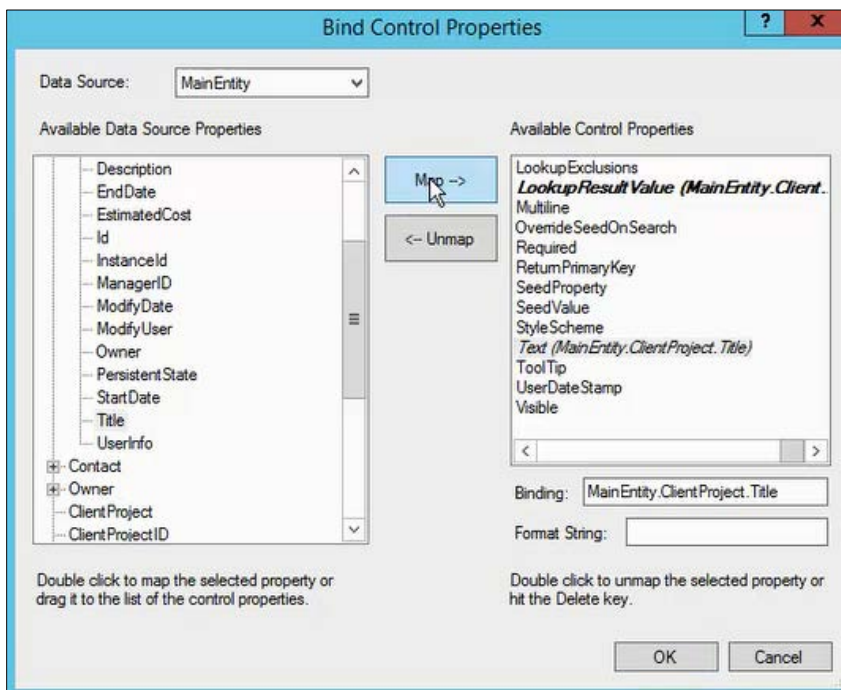 Bind Control Properties
?
X
Data Source:
MainEntity
Available Data Source Properties
Description
EndDate
EstimatedCost
Id
InstanceId
ManagerID
ModifyDate
ModifyUser
Owner
PersistentState
StartDate
Title
UserInfo
Contact
Owner
ClientProject
ClientProjectID
Double click to map the selected property or
drag it to the list of the control properties.
Map -->
<-- Unmap
Available Control Properties
LookupExclusions
LookupResultValue (MainEntity.Client.
Multiline
OverrideSeedOnSearch
Required
ReturnPrimaryKey
SeedProperty
SeedValue
StyleScheme
Text (MainEntity.ClientProject.Title)
ToolTip
UserDateStamp
Visible
Binding:
MainEntity.ClientProject.Title
Format String:
Double click to unmap the selected property or
hit the Delete key.
OK
Cancel